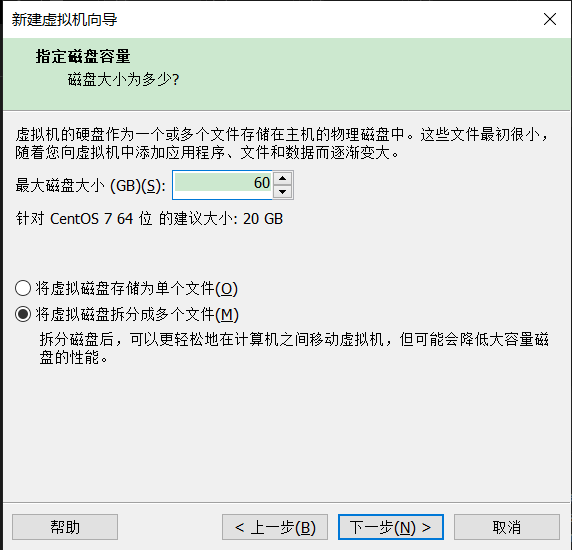 新建虚拟机向导
指定磁盘容量
磁盘大小为多少?
虚拟机的硬盘作为一个或多个文件存储在主机的物理磁盘中。这些文件最初很小，
随着您向虚拟机中添加应用程序、文件和数据而逐渐变大。
最大磁盘大小 (GB)(S): 60
针对 CentOS 7 64 位 的建议大小: 20 GB
将虚拟磁盘存储为单个文件(O)
将虚拟磁盘拆分成多个文件(M)
拆分磁盘后，可以更轻松地在计算机之间移动虚拟机，但可能会降低大容量磁
盘的性能。
帮助 < 上一步(B) 下一步(N) > 取消